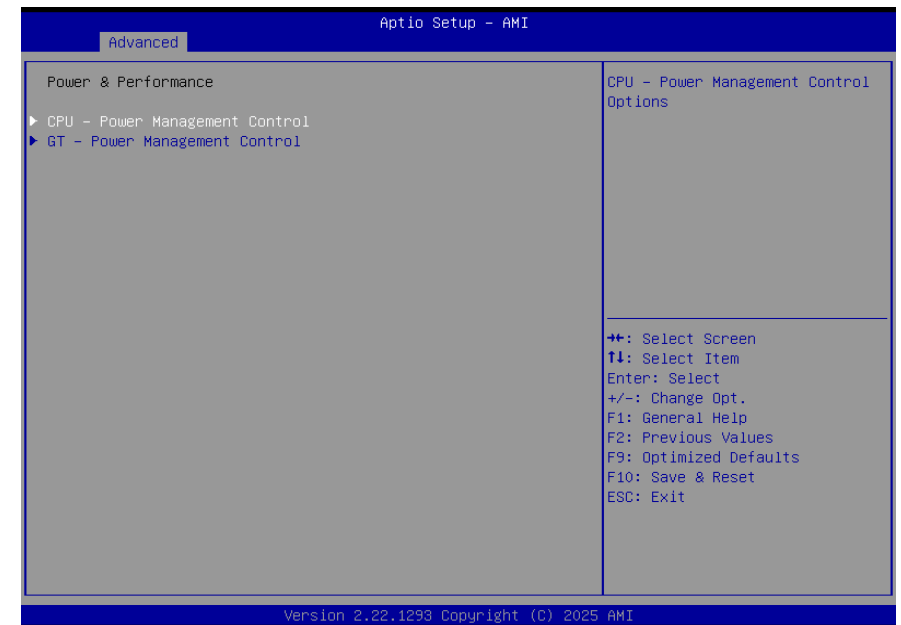 Aptio Setup – AMI
Advanced
Power & Performance
▶ CPU – Power Management Control
▶ GT – Power Management Control
CPU – Power Management Control
Options
→←: Select Screen
↑↓: Select Item
Enter: Select
+/-: Change Opt.
F1: General Help
F2: Previous Values
F9: Optimized Defaults
F10: Save & Reset
ESC: Exit
Version 2.22.1293 Copyright (C) 2025 AMI